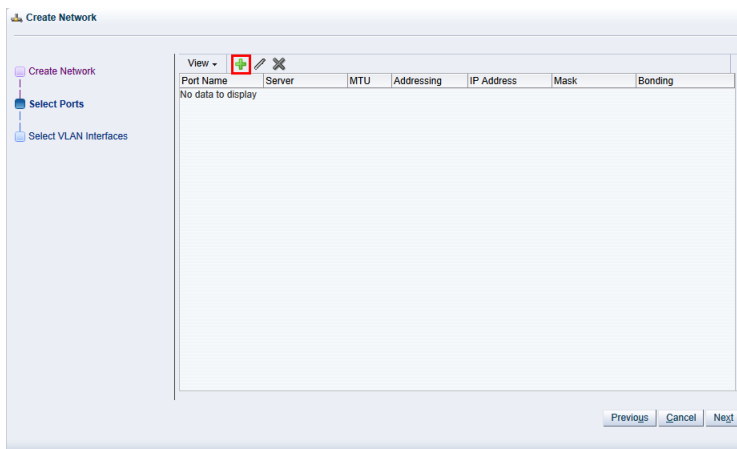 Create Network
Create Network
Select Ports
Select VLAN Interfaces
View
Port Name Server MTU Addressing IP Address Mask Bonding
No data to display
Previous Cancel Next